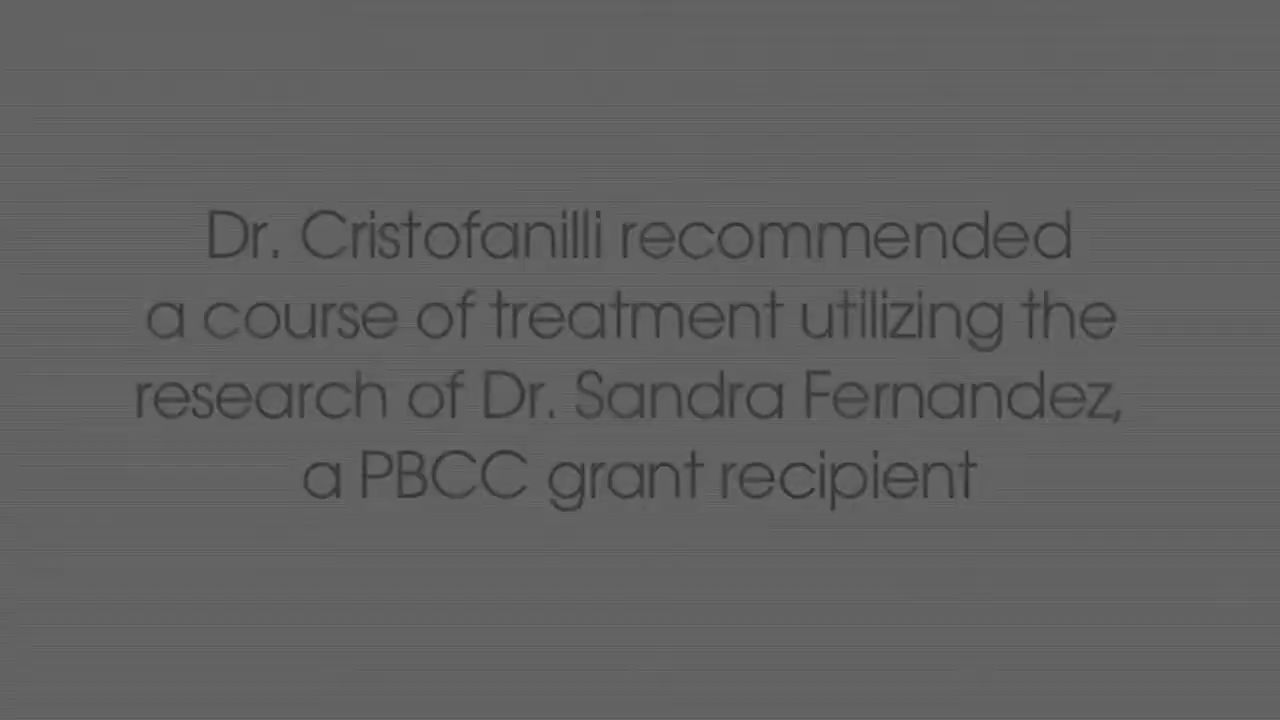 Dr. Cristofanilli recommended
a course of treatment utilizing the
research of Dr. Sandra Fernandez,
a PBCC grant recipient